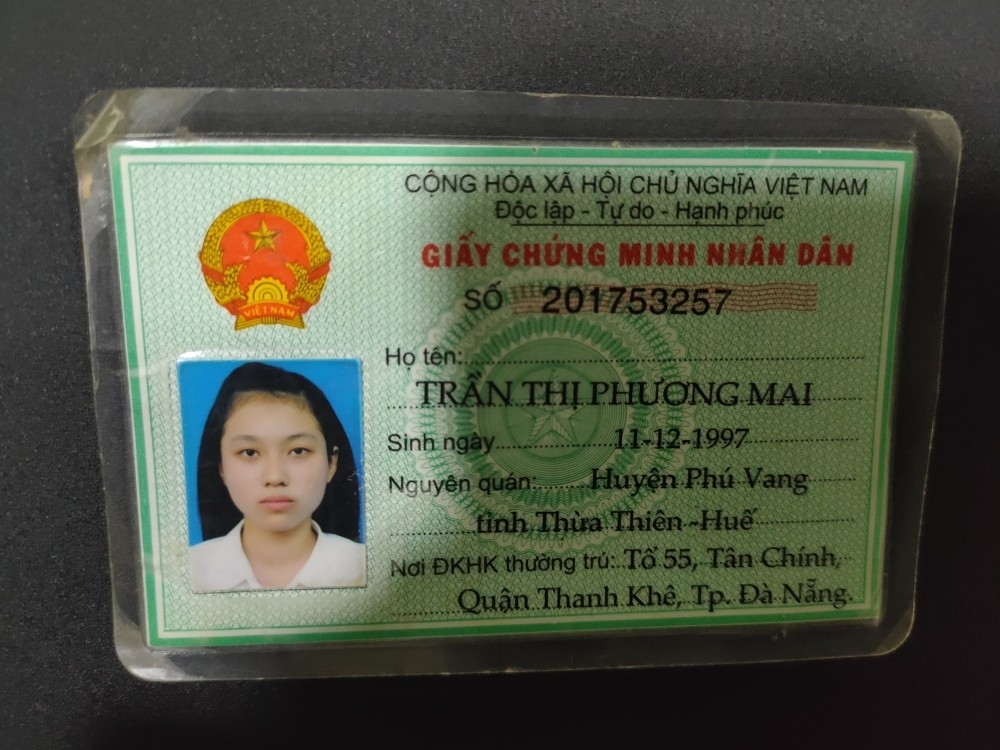 CỘNG HÒA XÃ HỘI CHỦ NGHĨA VIỆT NAM
Độc lập - Tự do - Hạnh phúc
GIẤY CHỨNG MINH NHÂN DÂN
SỐ 201753257
VIỆT NAM
Họ tên:
TRẦN THỊ PHƯƠNG MAI
Sinh ngày 11-12-1997
Nguyên quán: Huyện Phú Vang
tỉnh Thừa Thiên -Huế
Nơi ĐKHK thường trú: Tổ 55, Tân Chính,
Quận Thanh Khê, Tp. Đà Nẵng.